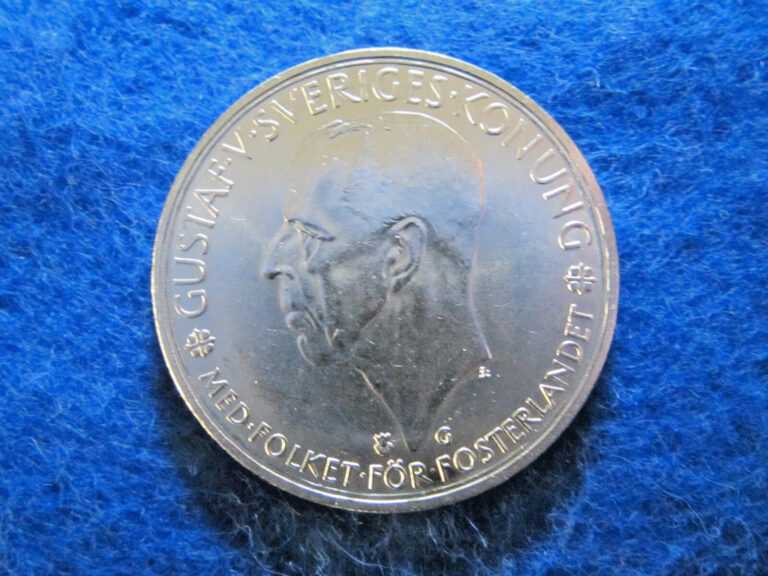 GUSTAF·V·SVERIGES·KONUNG
MED·FOLKET·FÖR·FOSTERLANDET
G